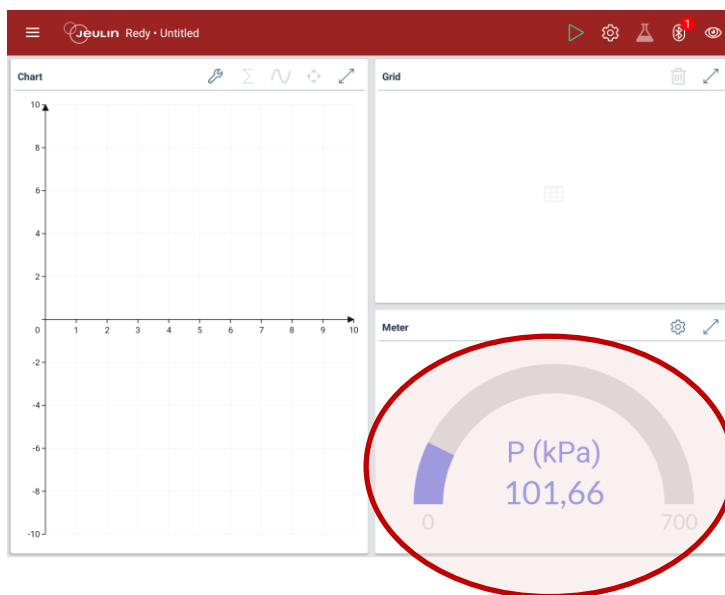 Jeulin Redy • Untitled
1
Chart
Grid
10
8
6
4
2
0
1 2 3 4 5 6 7 8 9 10
-2
-4
-6
-8
-10
Meter
P (kPa)
101,66
0 700